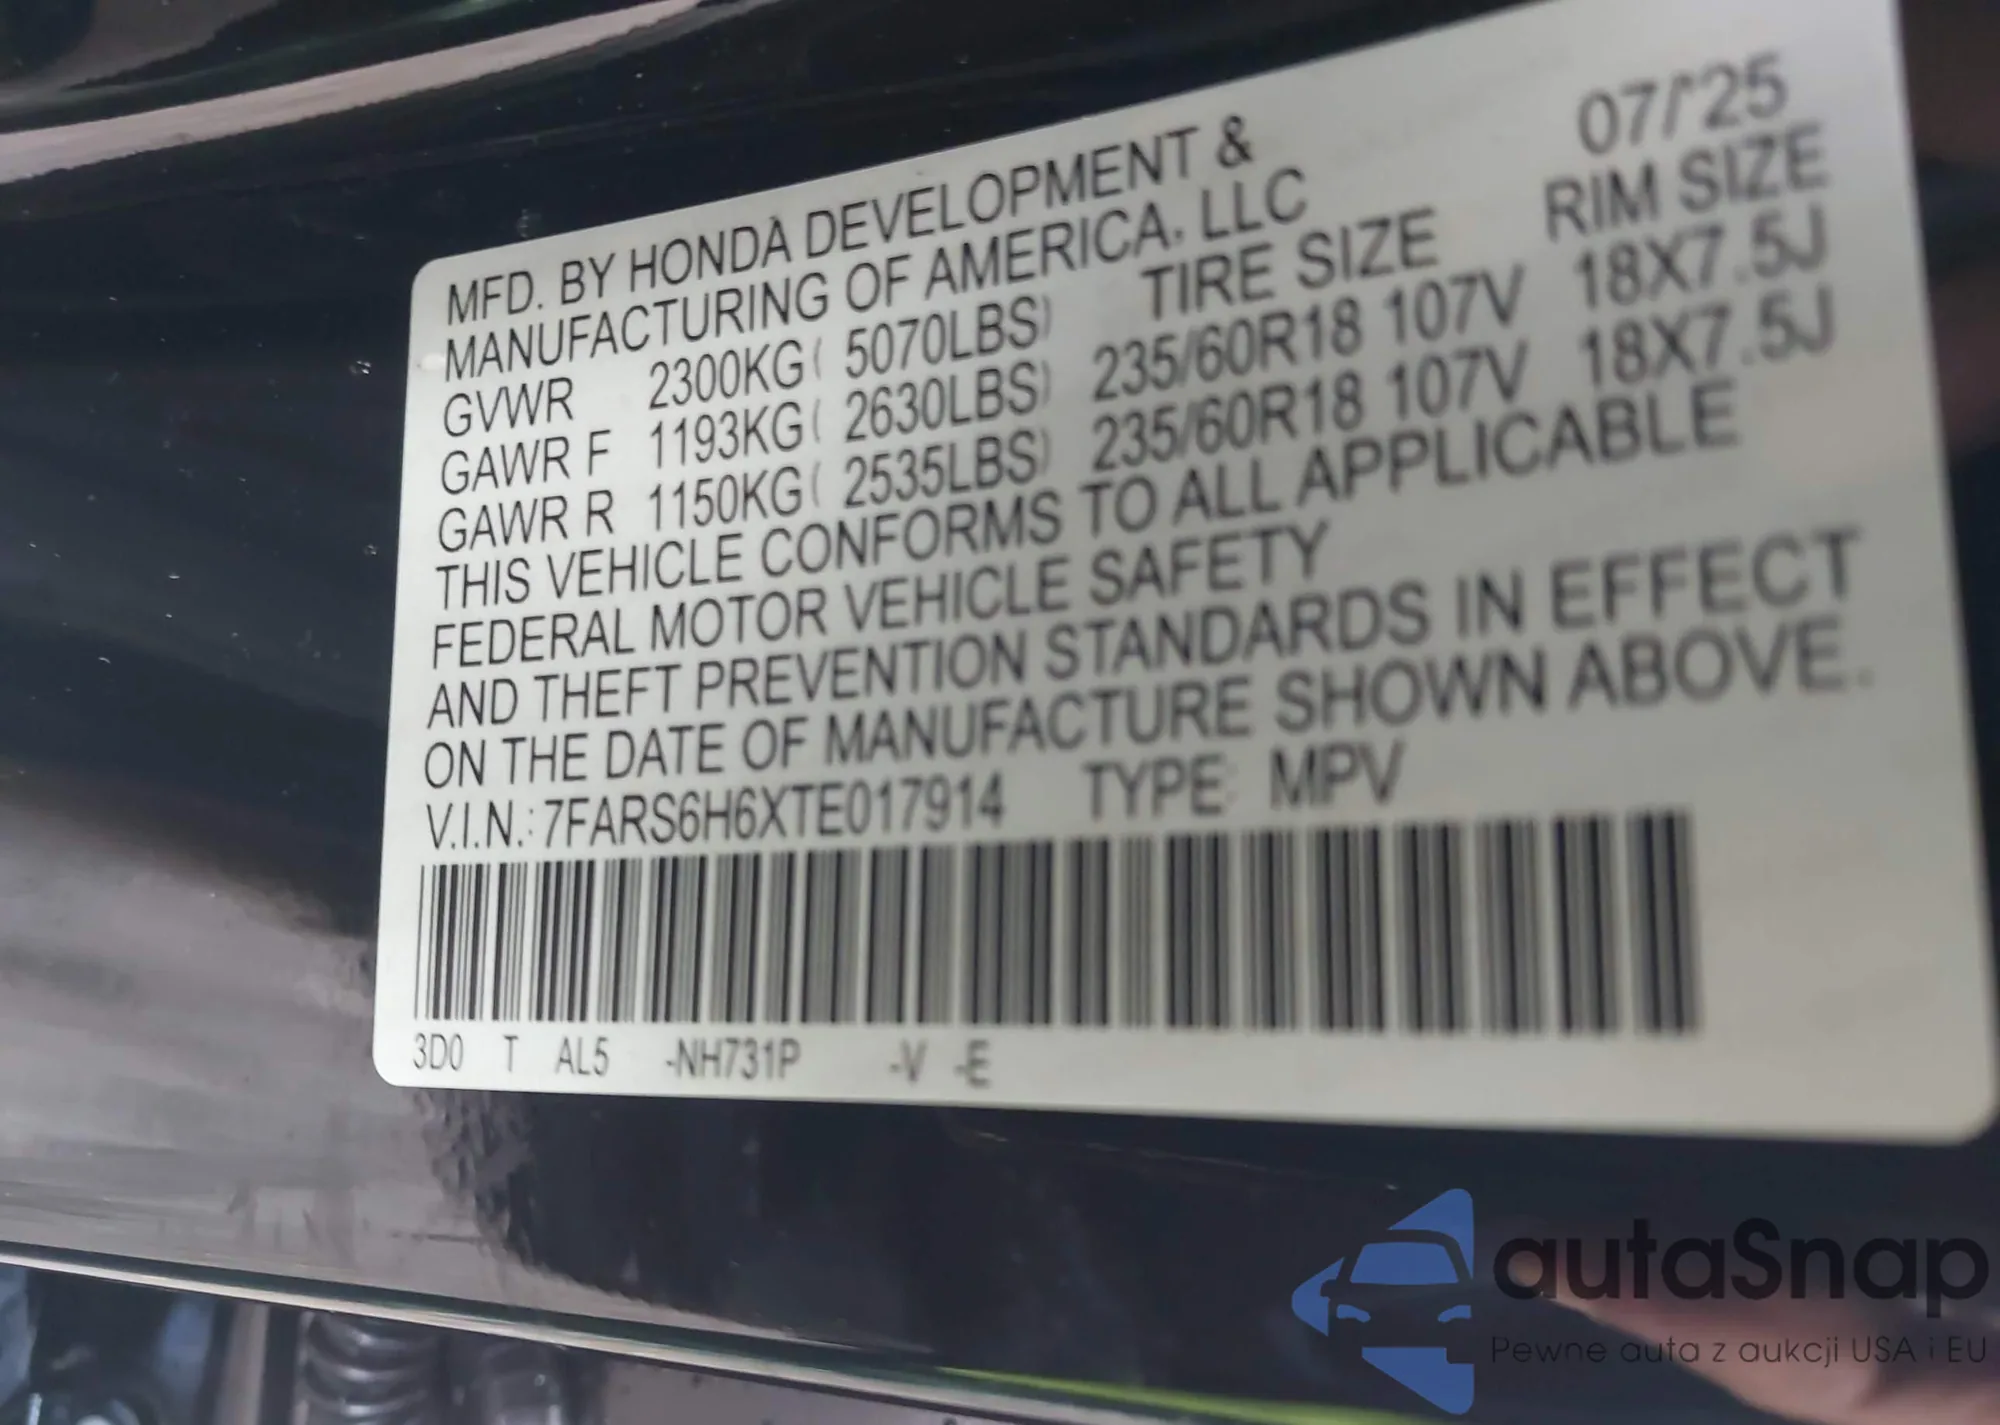 07/'25
MFD. BY HONDA DEVELOPMENT &
MANUFACTURING OF AMERICA, LLC
TIRE SIZE RIM SIZE
GVWR 2300KG( 5070LBS)
GAWR F 1193KG( 2630LBS) 235/60R18 107V 18X7.5J
GAWR R 1150KG( 2535LBS) 235/60R18 107V 18X7.5J
THIS VEHICLE CONFORMS TO ALL APPLICABLE
FEDERAL MOTOR VEHICLE SAFETY
AND THEFT PREVENTION STANDARDS IN EFFECT
ON THE DATE OF MANUFACTURE SHOWN ABOVE.
V.I.N.: 7FARS6H6XTE017914 TYPE: MPV
3D0 T AL5 -NH731P -V -E
autaSnap
Pewne auta z aukcji USA i EU